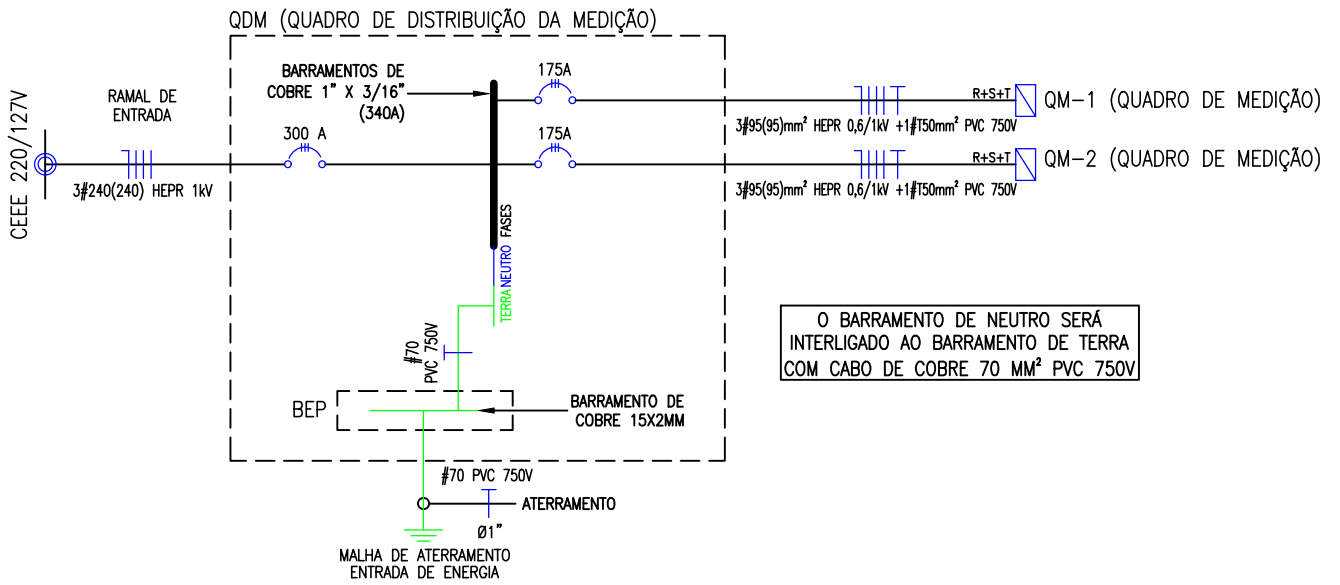 QDM (QUADRO DE DISTRIBUIÇÃO DA MEDIÇÃO)
CEEE 220/127V
RAMAL DE
ENTRADA
3#240(240) HEPR 1kV
300 A
BARRAMENTOS DE
COBRE 1" X 3/16"
(340A)
175A
R+S+T
QM-1 (QUADRO DE MEDIÇÃO)
3#95(95)mm² HEPR 0,6/1kV +1#T50mm² PVC 750V
175A
R+S+T
QM-2 (QUADRO DE MEDIÇÃO)
3#95(95)mm² HEPR 0,6/1kV +1#T50mm² PVC 750V
FASES
NEUTRO
TERRA
#70
PVC 750V
BEP
BARRAMENTO DE
COBRE 15X2MM
#70 PVC 750V
ATERRAMENTO
Ø1"
MALHA DE ATERRAMENTO
ENTRADA DE ENERGIA
O BARRAMENTO DE NEUTRO SERÁ
INTERLIGADO AO BARRAMENTO DE TERRA
COM CABO DE COBRE 70 MM² PVC 750V